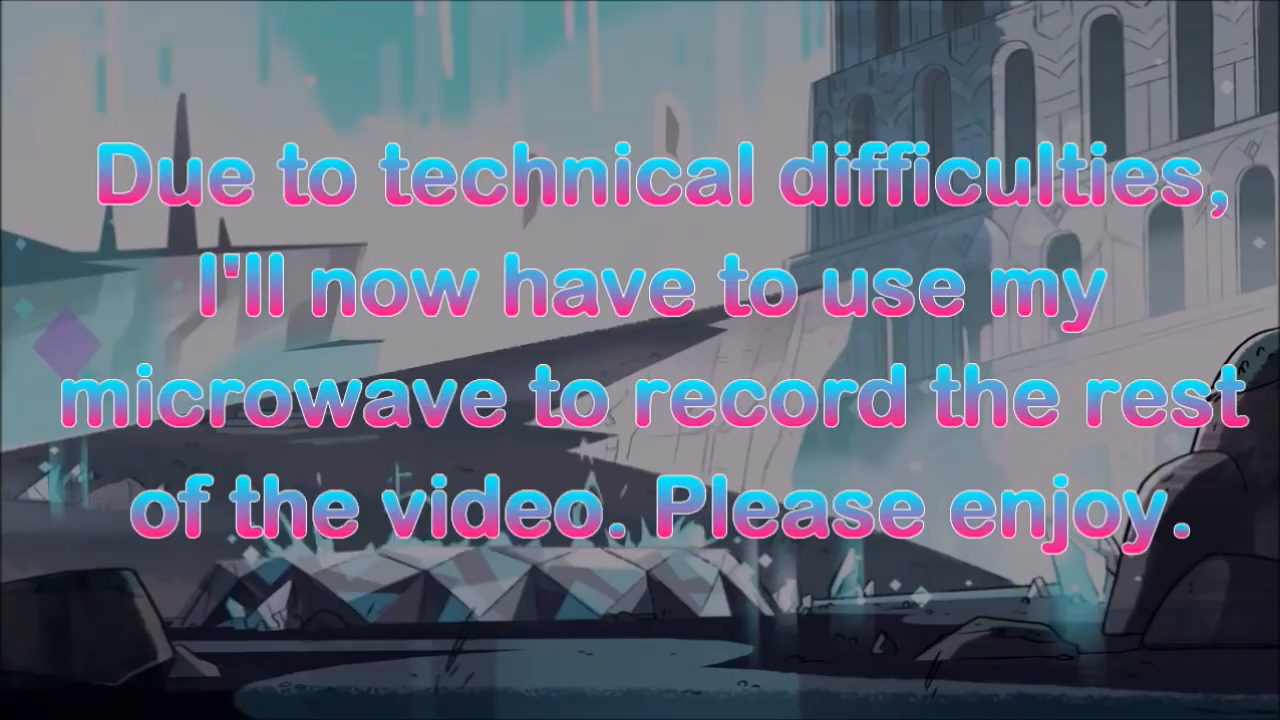 Due to technical difficulties,
I'll now have to use my
microwave to record the rest
of the video. Please enjoy.